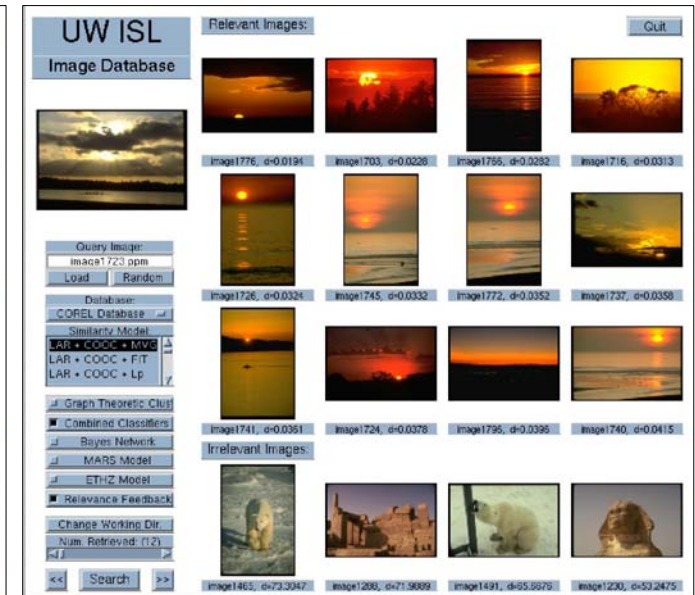 UW ISL
Image Database
Query Image:
image1723.ppm
Load
Random
Database:
COREL Database
Similarity Model:
LAR + COOC + MVG
LAR + COOC + FIT
LAR + COOC + Lp
Graph Theoretic Clust
Combined Classifiers
Bayes Network
MARS Model
ETHZ Model
Relevance Feedback
Change Working Dir.
Num. Retrieved: (12)
<<
Search
>>
Relevant Images:
Quit
image1776, d=0.0194
image1703, d=0.0228
image1766, d=0.0282
image1716, d=0.0313
image1726, d=0.0324
image1745, d=0.0332
image1772, d=0.0352
image1737, d=0.0358
image1741, d=0.0361
image1724, d=0.0378
image1796, d=0.0396
image1740, d=0.0415
Irrelevant Images:
image1465, d=73.3047
image1288, d=71.9889
image1491, d=65.6676
image1230, d=53.2475